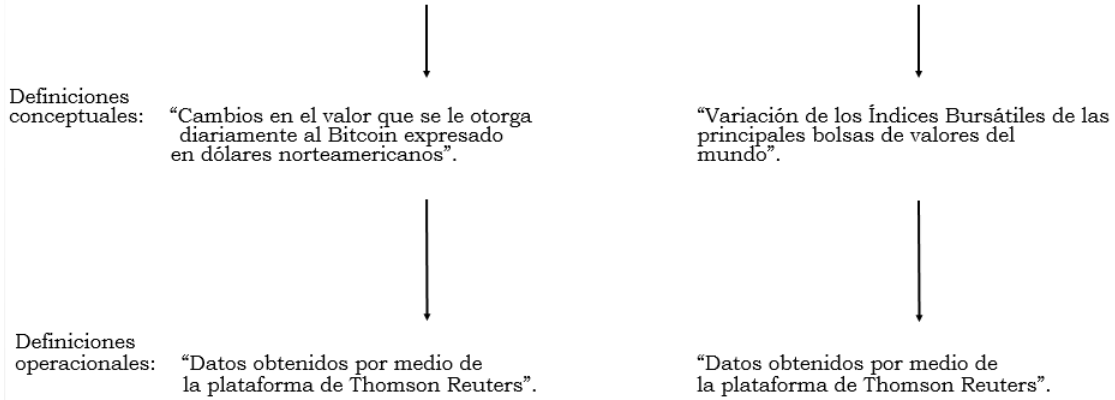 Definiciones
conceptuales:
“Cambios en el valor que se le otorga
diariamente al Bitcoin expresado
en dólares norteamericanos”.
“Variación de los Índices Bursátiles de las
principales bolsas de valores del
mundo”.
Definiciones
operacionales:
“Datos obtenidos por medio de
la plataforma de Thomson Reuters”.
“Datos obtenidos por medio de
la plataforma de Thomson Reuters”.